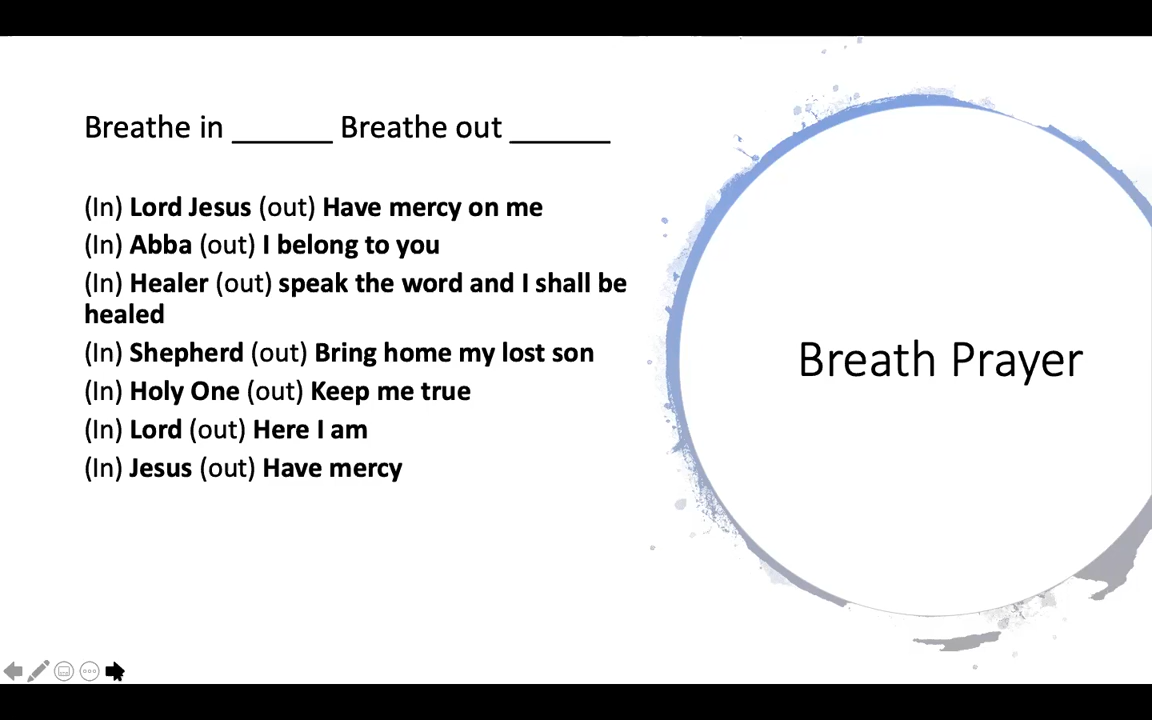 Breathe in ______ Breathe out ______
(In) Lord Jesus (out) Have mercy on me
(In) Abba (out) I belong to you
(In) Healer (out) speak the word and I shall be
healed
(In) Shepherd (out) Bring home my lost son
(In) Holy One (out) Keep me true
(In) Lord (out) Here I am
(In) Jesus (out) Have mercy
Breath Prayer